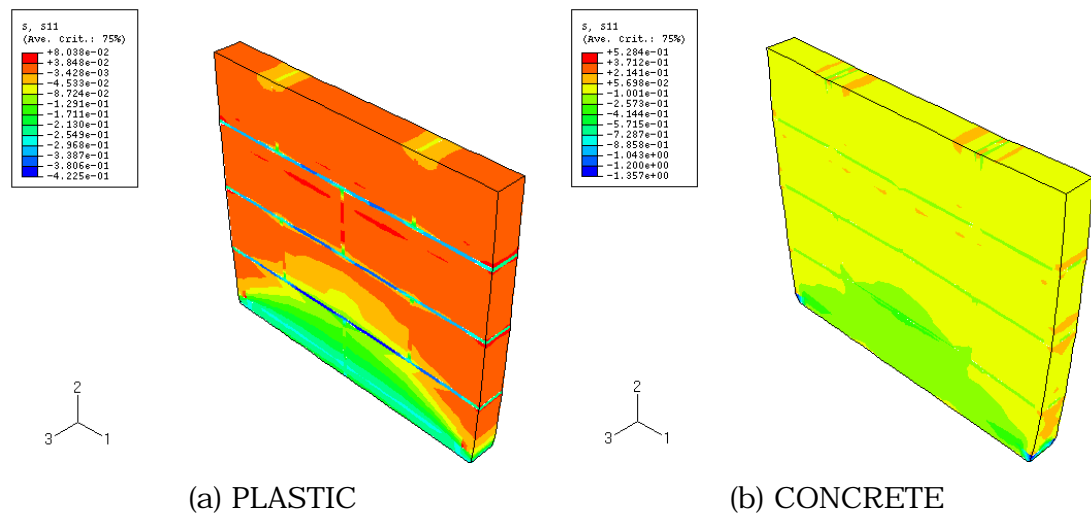 S, S11
(Ave. Crit.: 75%)
+8.038e-02
+3.848e-02
-3.428e-03
-4.533e-02
-8.724e-02
-1.291e-01
-1.711e-01
-2.130e-01
-2.549e-01
-2.968e-01
-3.387e-01
-3.806e-01
-4.225e-01
2
3
1
(a) PLASTIC
S, S11
(Ave. Crit.: 75%)
+5.284e-01
+3.712e-01
+2.141e-01
+5.698e-02
-1.001e-01
-2.573e-01
-4.144e-01
-5.715e-01
-7.287e-01
-8.858e-01
-1.043e+00
-1.200e+00
-1.357e+00
2
3
1
(b) CONCRETE